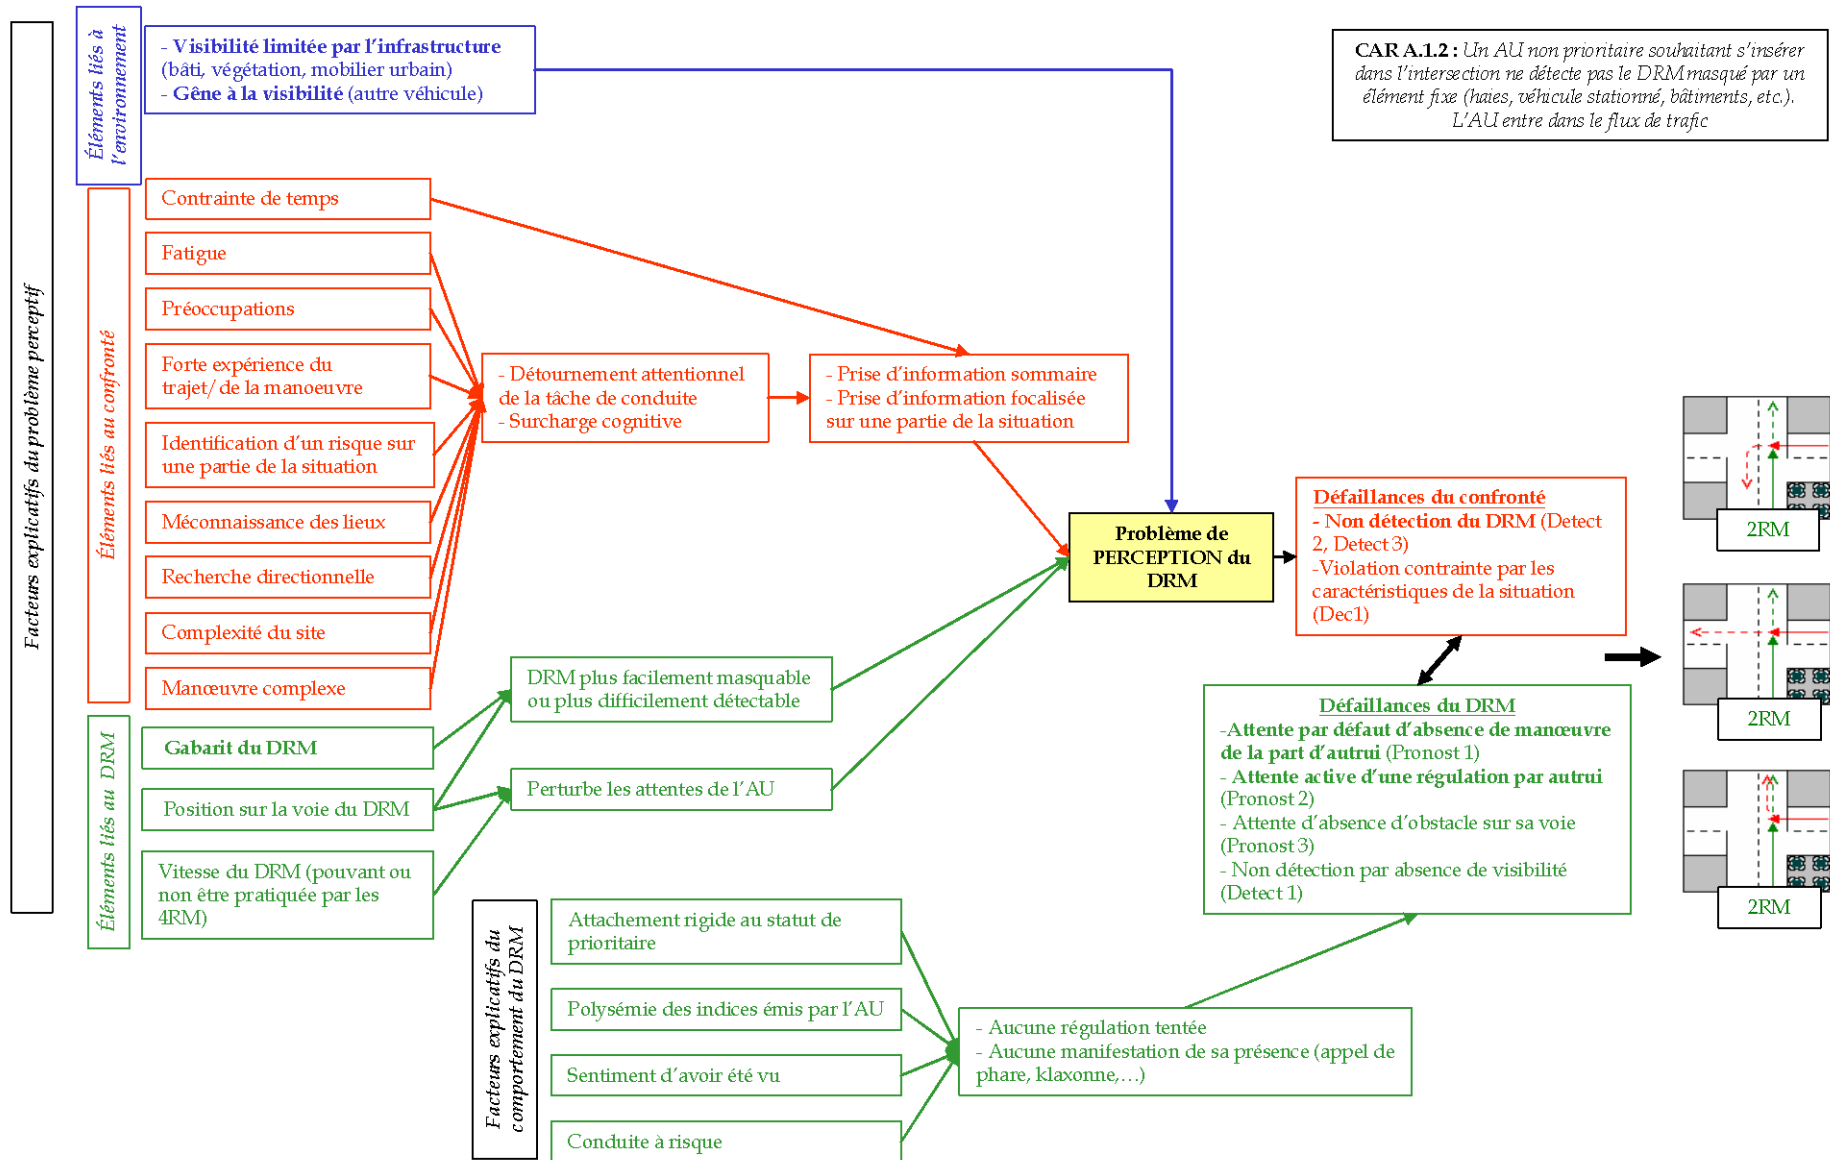 Facteurs explicatifs du problème perceptif
Éléments liés à
l'environnement
- Visibilité limitée par l'infrastructure
(bâti, végétation, mobilier urbain)
- Gêne à la visibilité (autre véhicule)
CAR A.1.2 : Un AU non prioritaire souhaitant s'insérer
dans l'intersection ne détecte pas le DRM masqué par un
élément fixe (haies, véhicule stationné, bâtiments, etc.).
L'AU entre dans le flux de trafic
Éléments liés au confronté
Contrainte de temps
Fatigue
Préoccupations
Forte expérience du
trajet/ de la manoeuvre
Identification d'un risque sur
une partie de la situation
Méconnaissance des lieux
Recherche directionnelle
Complexité du site
Manœuvre complexe
- Détournement attentionnel
de la tâche de conduite
- Surcharge cognitive
- Prise d'information sommaire
- Prise d'information focalisée
sur une partie de la situation
Éléments liés au DRM
Gabarit du DRM
Position sur la voie du DRM
Vitesse du DRM (pouvant ou
non être pratiquée par les
4RM)
DRM plus facilement masquable
ou plus difficilement détectable
Perturbe les attentes de l'AU
Problème de
PERCEPTION du
DRM
Défaillances du confronté
- Non détection du DRM (Detect
2, Detect 3)
-Violation contrainte par les
caractéristiques de la situation
(Dec1)
Défaillances du DRM
-Attente par défaut d'absence de manœuvre
de la part d'autrui (Pronost 1)
- Attente active d'une régulation par autrui
(Pronost 2)
- Attente d'absence d'obstacle sur sa voie
(Pronost 3)
- Non détection par absence de visibilité
(Detect 1)
2RM
2RM
2RM
Facteurs explicatifs du
comportement du DRM
Attachement rigide au statut de
prioritaire
Polysémie des indices émis par l'AU
Sentiment d'avoir été vu
Conduite à risque
- Aucune régulation tentée
- Aucune manifestation de sa présence (appel de
phare, klaxonne,…)